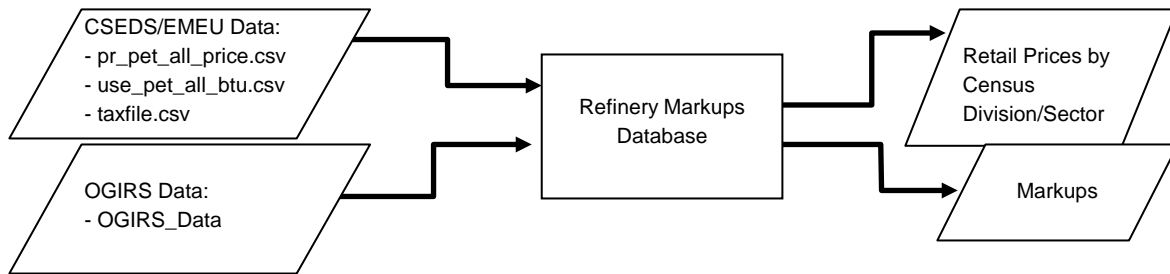 CSEDS/EMEU Data:
- pr_pet_all_price.csv
- use_pet_all_btu.csv
- taxfile.csv
OGIRS Data:
- OGIRS_Data
Refinery Markups
Database
Retail Prices by
Census
Division/Sector
Markups